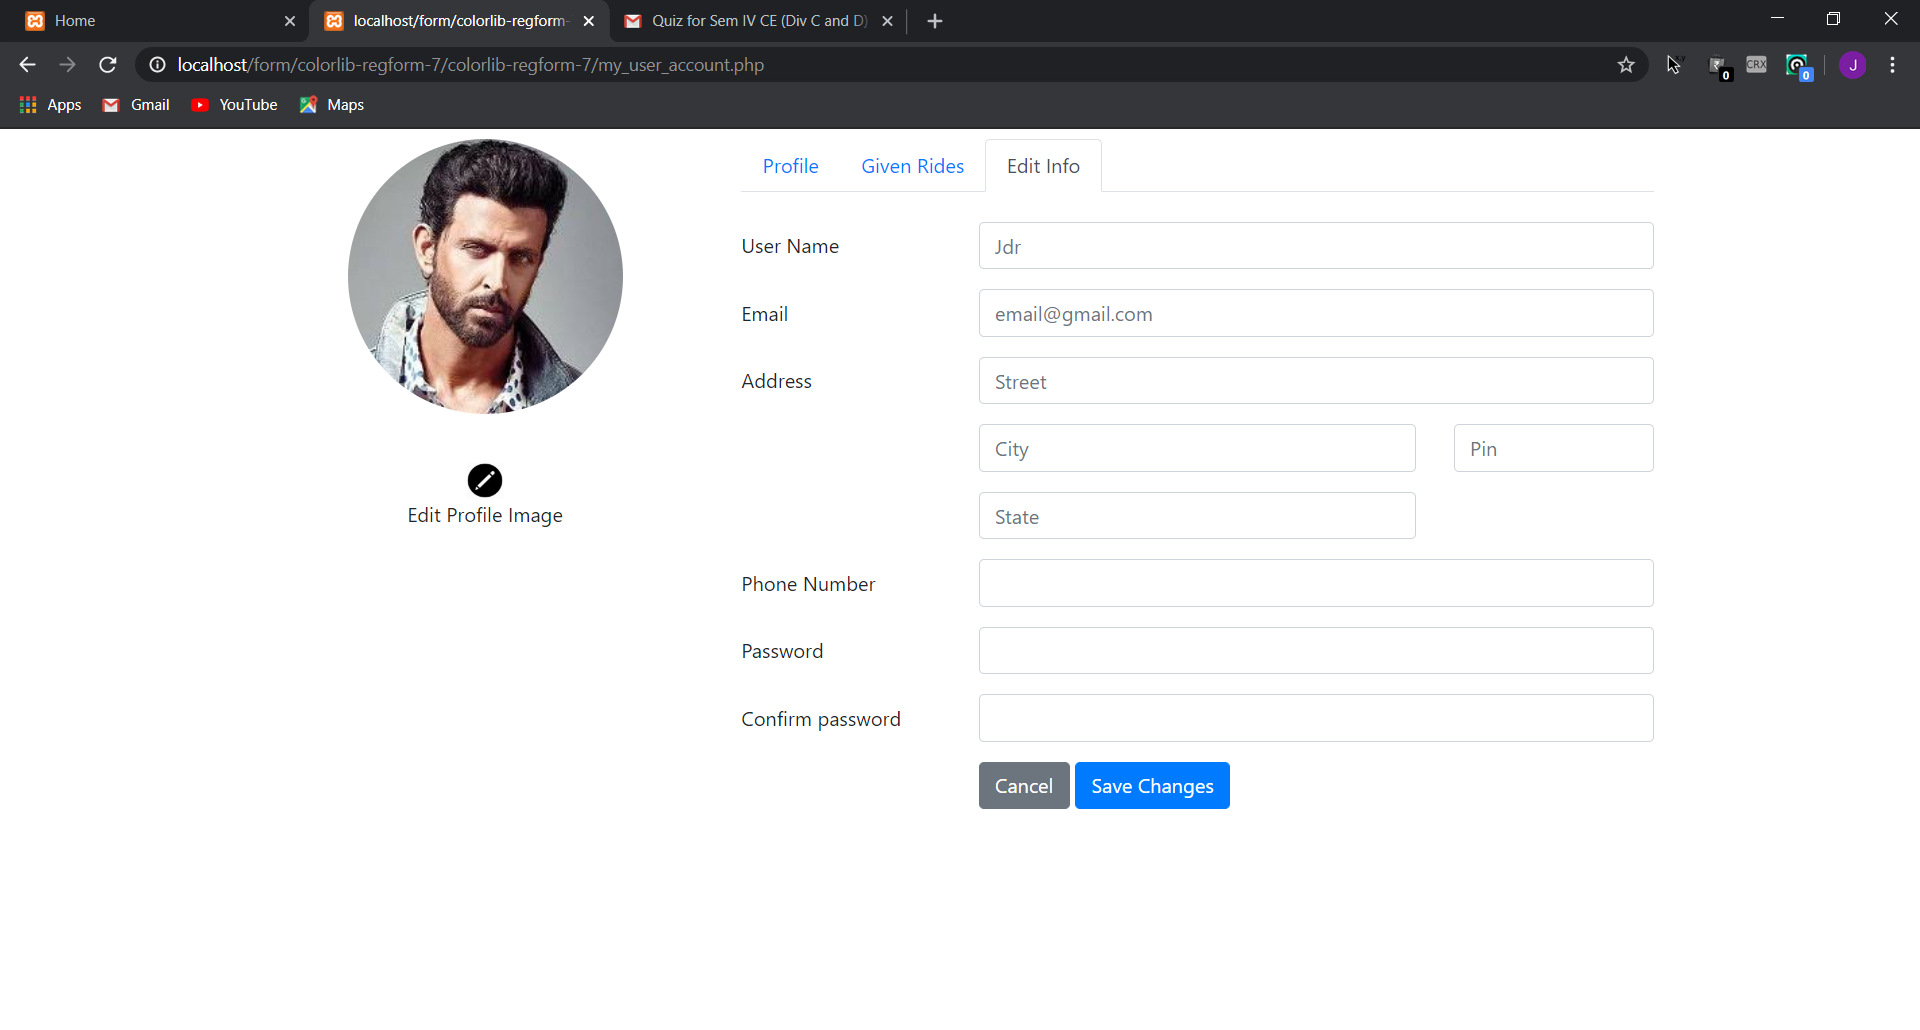 Home
localhost/form/colorlib-regform-
Quiz for Sem IV CE (Div C and D)
localhost/form/colorlib-regform-7/colorlib-regform-7/my_user_account.php
0
CRX
0
J
Apps
Gmail
YouTube
Maps
Profile
Given Rides
Edit Info
User Name
Jdr
Email
email@gmail.com
Address
Street
City
Pin
State
Edit Profile Image
Phone Number
Password
Confirm password
Cancel
Save Changes